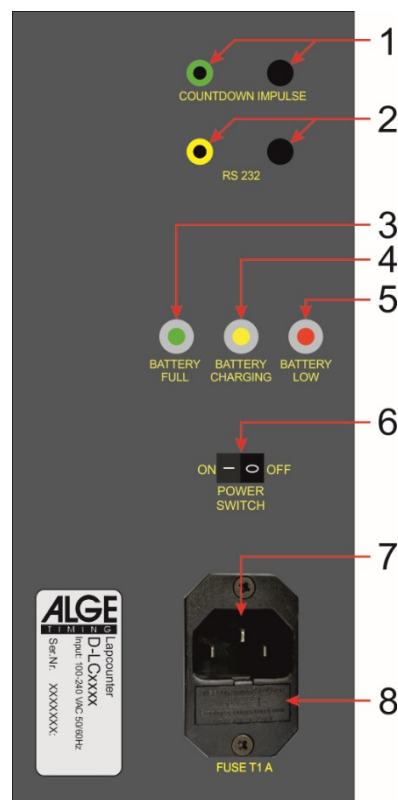 1
COUNTDOWN IMPULSE
2
RS 232
3
4
5
BATTERY FULL
BATTERY CHARGING
BATTERY LOW
6
ON
OFF
POWER
SWITCH
7
ALGE
TIMING
Lapcounter
D-LCxxxx
Input: 100-240 VAC 50/60Hz
Ser.Nr. XXXXXXX:
8
FUSE T1 A